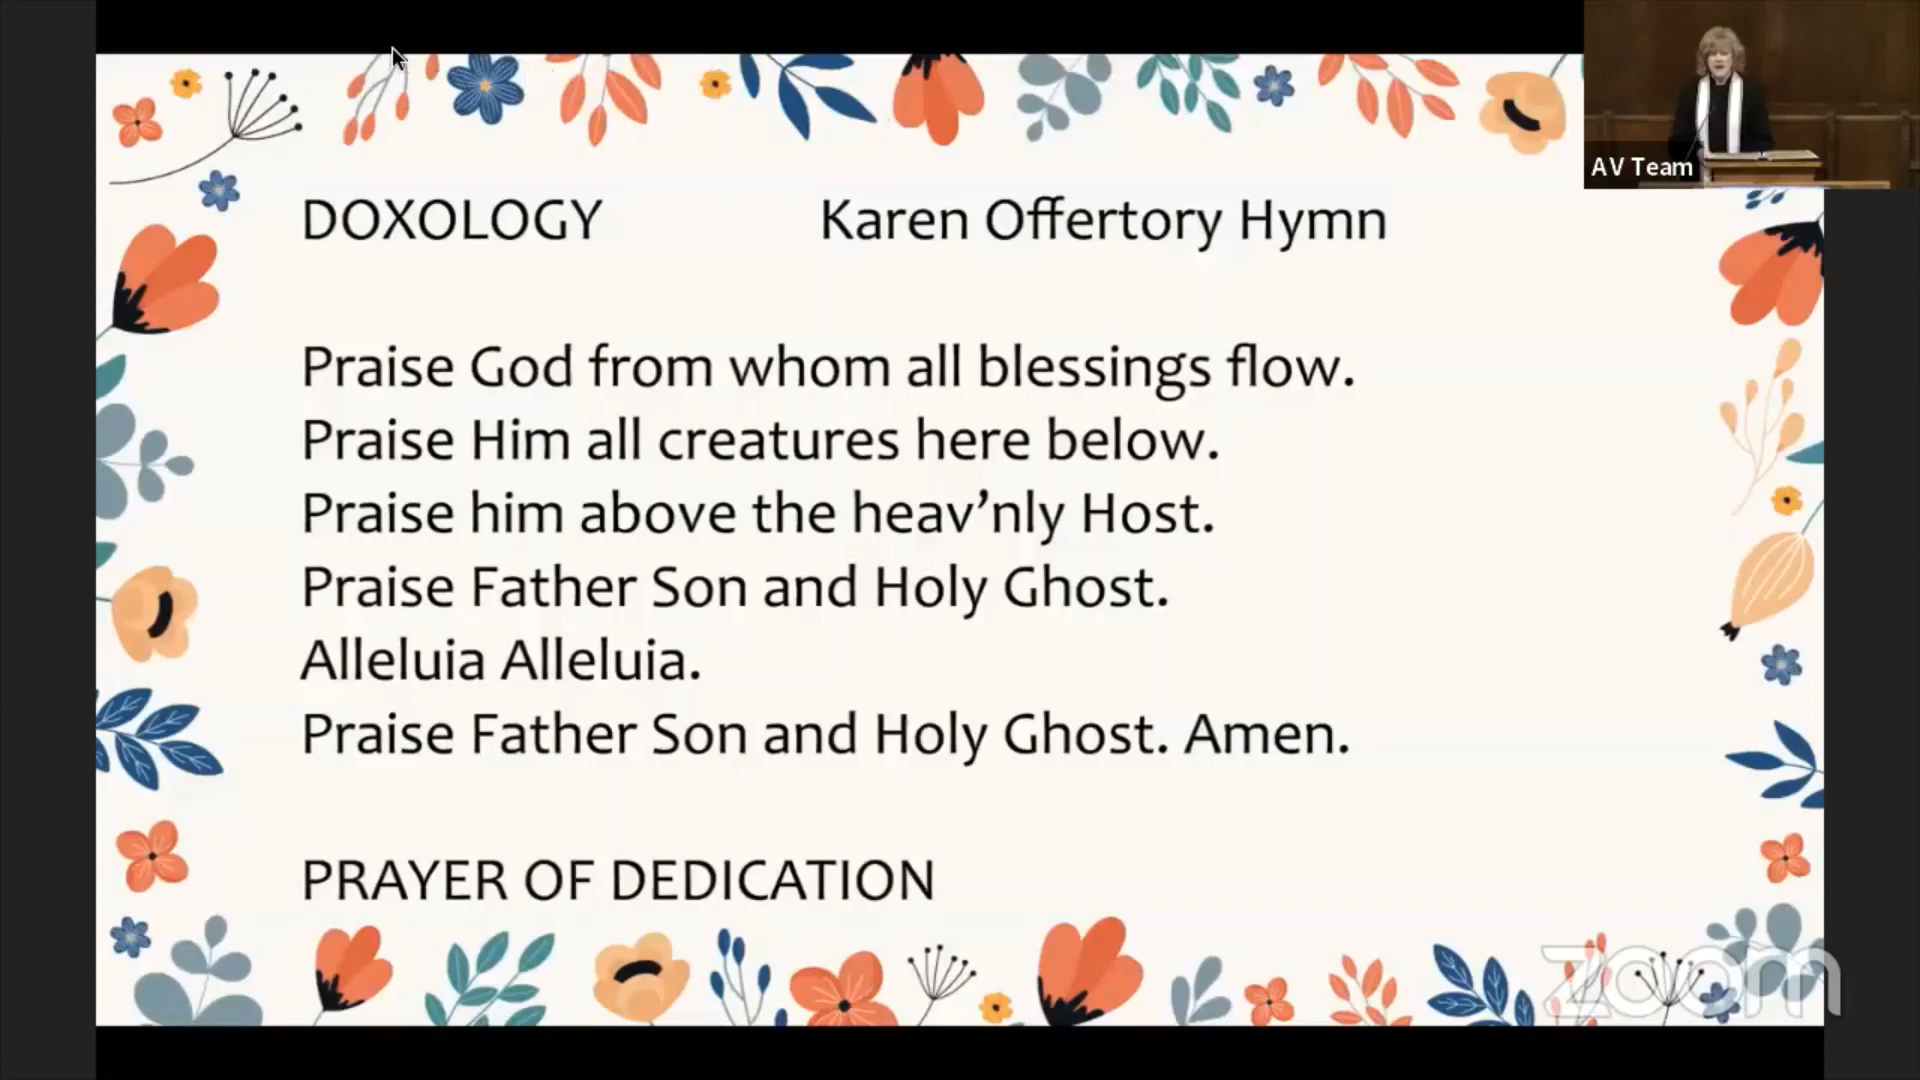 DOXOLOGY Karen Offertory Hymn
Praise God from whom all blessings flow.
Praise Him all creatures here below.
Praise him above the heav’nly Host.
Praise Father Son and Holy Ghost.
Alleluia Alleluia.
Praise Father Son and Holy Ghost. Amen.
PRAYER OF DEDICATION
AV Team
zoom